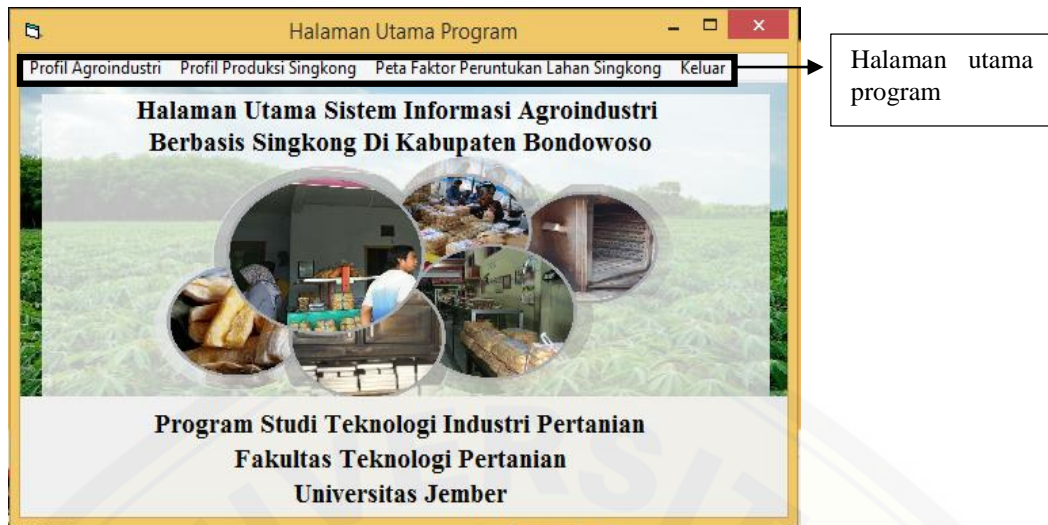 Halaman Utama Program
Profil Agroindustri Profil Produksi Singkong Peta Faktor Peruntukan Lahan Singkong Keluar
Halaman utama
program
Halaman Utama Sistem Informasi Agroindustri
Berbasis Singkong Di Kabupaten Bondowoso
Program Studi Teknologi Industri Pertanian
Fakultas Teknologi Pertanian
Universitas Jember